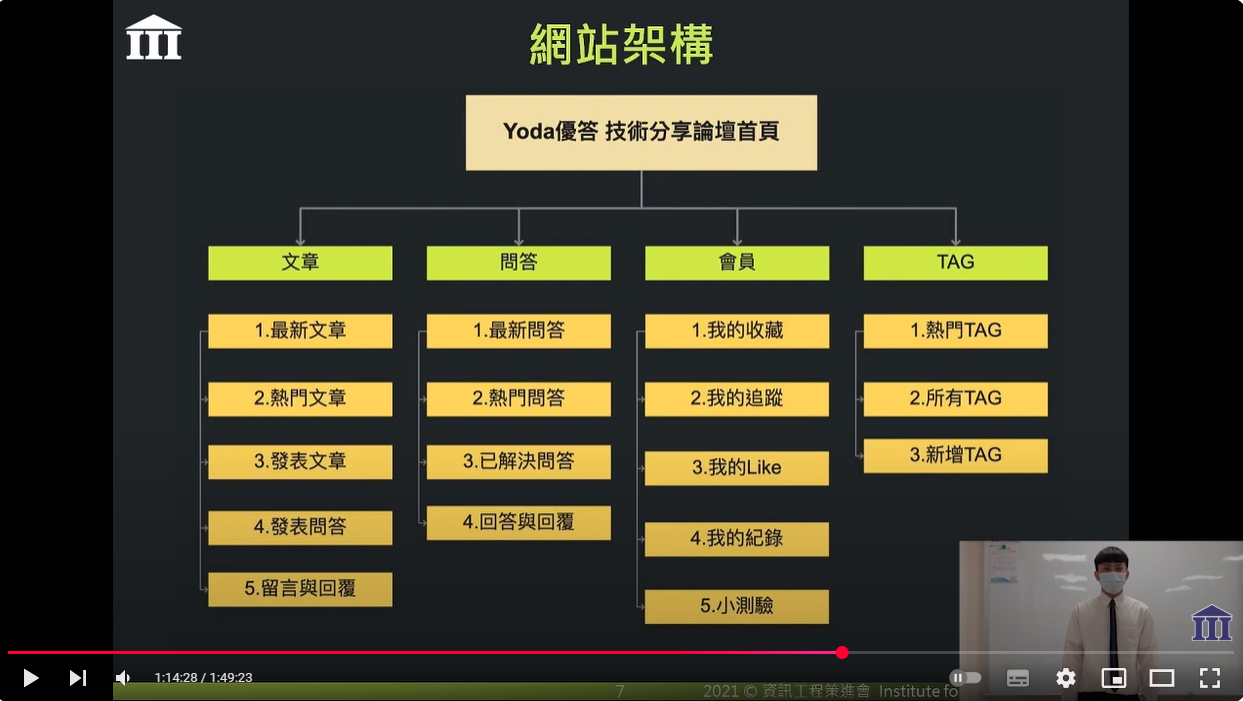 網站架構
Yoda優答 技術分享論壇首頁
文章
1.最新文章
2.熱門文章
3.發表文章
4.發表問答
5.留言與回覆
問答
1.最新問答
2.熱門問答
3.已解決問答
4.回答與回覆
會員
1.我的收藏
2.我的追蹤
3.我的Like
4.我的紀錄
5.小測驗
TAG
1.熱門TAG
2.所有TAG
3.新增TAG
1:14:28 / 1:49:23
7
2021 © 資訊工程策進會 Institute fo